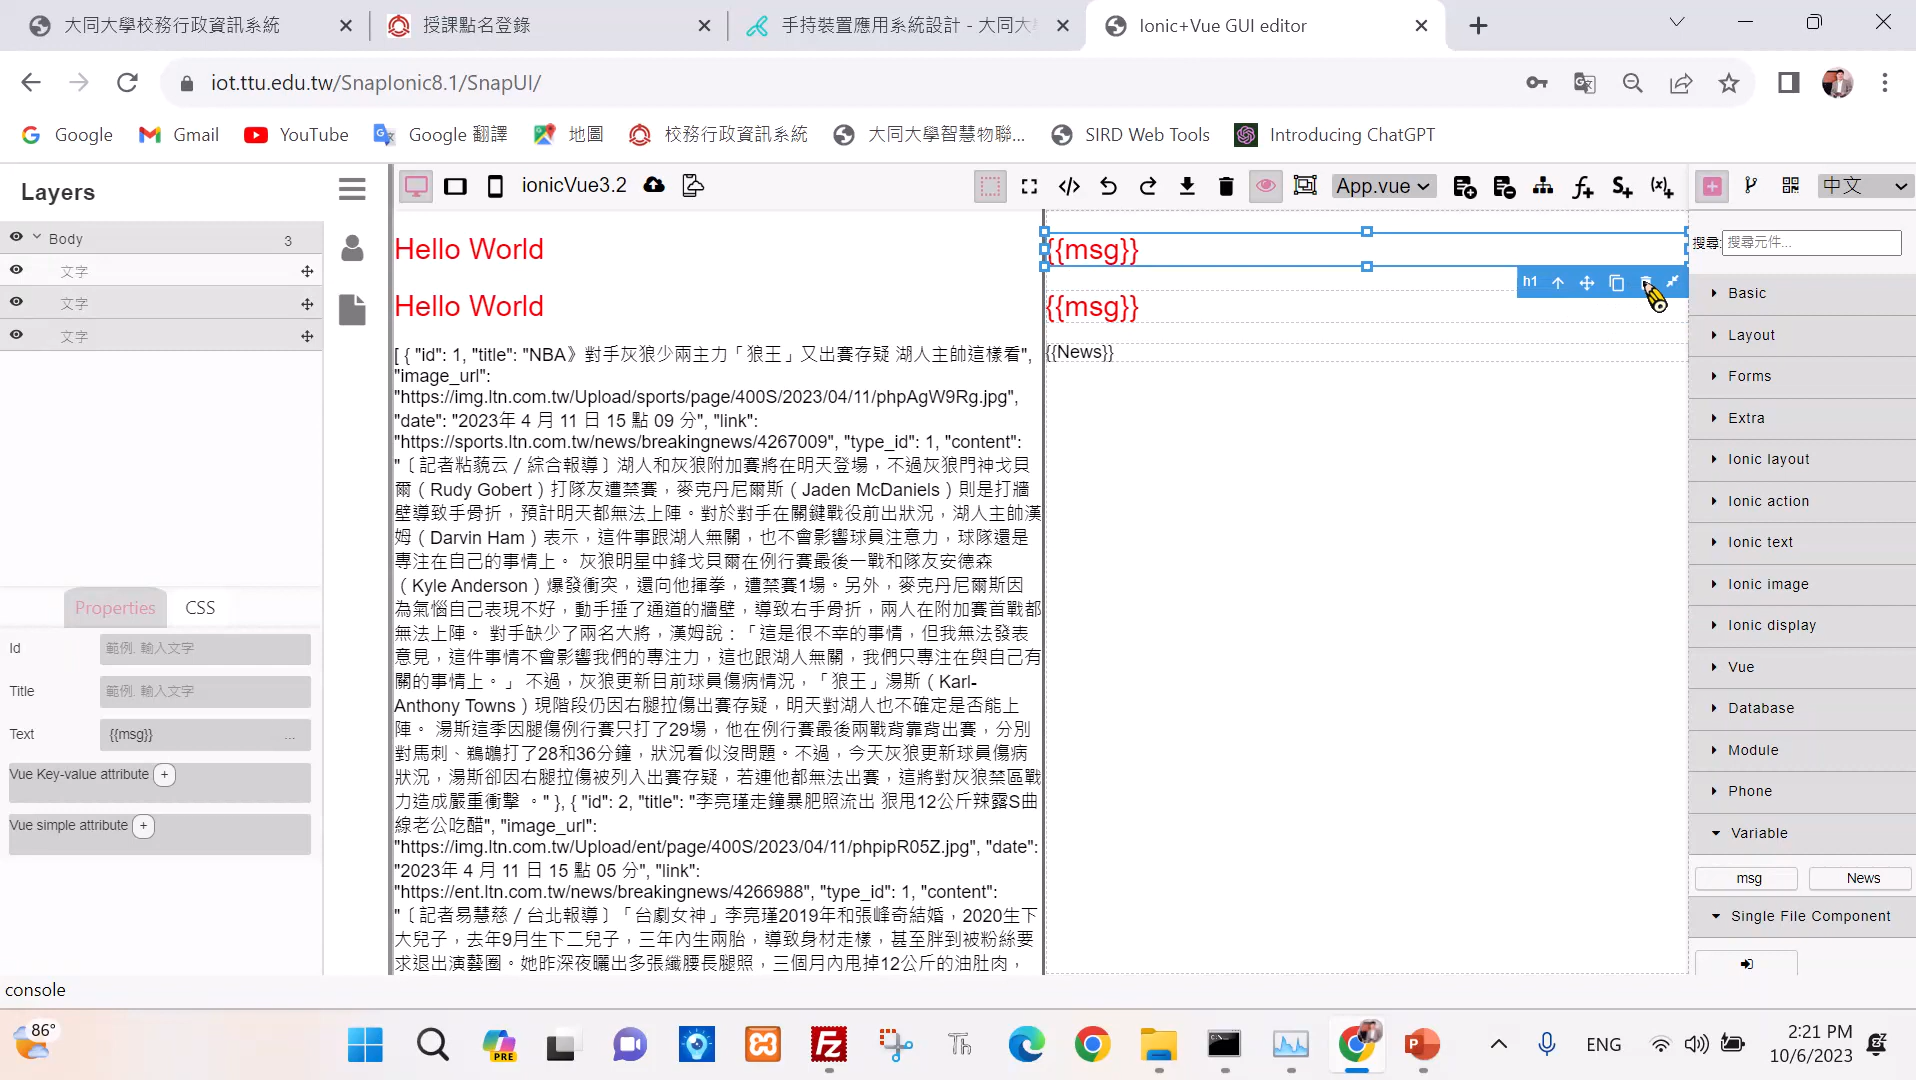 大同大學校務行政資訊系統
授課點名登錄
手持裝置應用系統設計 - 大同大
Ionic+Vue GUI editor
iot.ttu.edu.tw/SnapIonic8.1/SnapUI/
Google
Gmail
YouTube
Google 翻譯
地圖
校務行政資訊系統
大同大學智慧物聯...
SIRD Web Tools
Introducing ChatGPT
Layers
ionicVue3.2
App.vue
中文
Body 3
文字
文字
文字
Properties
CSS
Id 範例. 輸入文字
Title 範例. 輸入文字
Text {{msg}} ...
Vue Key-value attribute +
Vue simple attribute +
Hello World
Hello World
[ { "id": 1, "title": "NBA》對手灰狼少兩主力「狼王」又出賽存疑 湖人主帥這樣看",
"image_url":
"https://img.ltn.com.tw/Upload/sports/page/400S/2023/04/11/phpAgW9Rg.jpg",
"date": "2023年 4 月 11 日 15 點 09 分", "link":
"https://sports.ltn.com.tw/news/breakingnews/4267009", "type_id": 1, "content":
"〔記者粘藐云／綜合報導〕湖人和灰狼附加賽將在明天登場，不過灰狼門神戈貝
爾（Rudy Gobert）打隊友遭禁賽，麥克丹尼爾斯（Jaden McDaniels）則是打牆
壁導致手骨折，預計明天都無法上陣。對於對手在關鍵戰役前出狀況，湖人主帥漢
姆（Darvin Ham）表示，這件事跟湖人無關，也不會影響球員注意力，球隊還是
專注在自己的事情上。 灰狼明星中鋒戈貝爾在例行賽最後一戰和隊友安德森
（Kyle Anderson）爆發衝突，還向他揮拳，遭禁賽1場。另外，麥克丹尼爾斯因
為氣惱自己表現不好，動手捶了通道的牆壁，導致右手骨折，兩人在附加賽首戰都
無法上陣。 對手缺少了兩名大將，漢姆說：「這是很不幸的事情，但我無法發表
意見，這件事情不會影響我們的專注力，這也跟湖人無關，我們只專注在與自己有
關的事情上。」 不過，灰狼更新目前球員傷病情況，「狼王」湯斯（Karl-
Anthony Towns）現階段仍因右腿拉傷出賽存疑，明天對湖人也不確定是否能上
陣。 湯斯這季因腿傷例行賽只打了29場，他在例行賽最後兩戰背靠背出賽，分別
對馬刺、鵜鶘打了28和36分鐘，狀況看似沒問題。不過，今天灰狼更新球員傷病
狀況，湯斯卻因右腿拉傷被列入出賽存疑，若連他都無法出賽，這將對灰狼禁區戰
力造成嚴重衝擊 。" }, { "id": 2, "title": "李亮瑾走鐘暴肥照流出 狠甩12公斤辣露S曲
線老公吃醋", "image_url":
"https://img.ltn.com.tw/Upload/ent/page/400S/2023/04/11/phpipR05Z.jpg", "date":
"2023年 4 月 11 日 15 點 05 分", "link":
"https://ent.ltn.com.tw/news/breakingnews/4266988", "type_id": 1, "content":
"〔記者易慧慈／台北報導〕「台劇女神」李亮瑾2019年和張峰奇結婚，2020生下
大兒子，去年9月生下二兒子，三年內生兩胎，導致身材走樣，甚至胖到被粉絲要
求退出演藝圈。她昨深夜曬出多張纖腰長腿照，三個月內甩掉12公斤的油肚肉，
{{msg}}
h1
{{msg}}
{{News}}
搜尋: 搜尋元件...
Basic
Layout
Forms
Extra
Ionic layout
Ionic action
Ionic text
Ionic image
Ionic display
Vue
Database
Module
Phone
Variable
msg
News
Single File Component
console
86°
PRE
Th
ENG
2:21 PM
10/6/2023